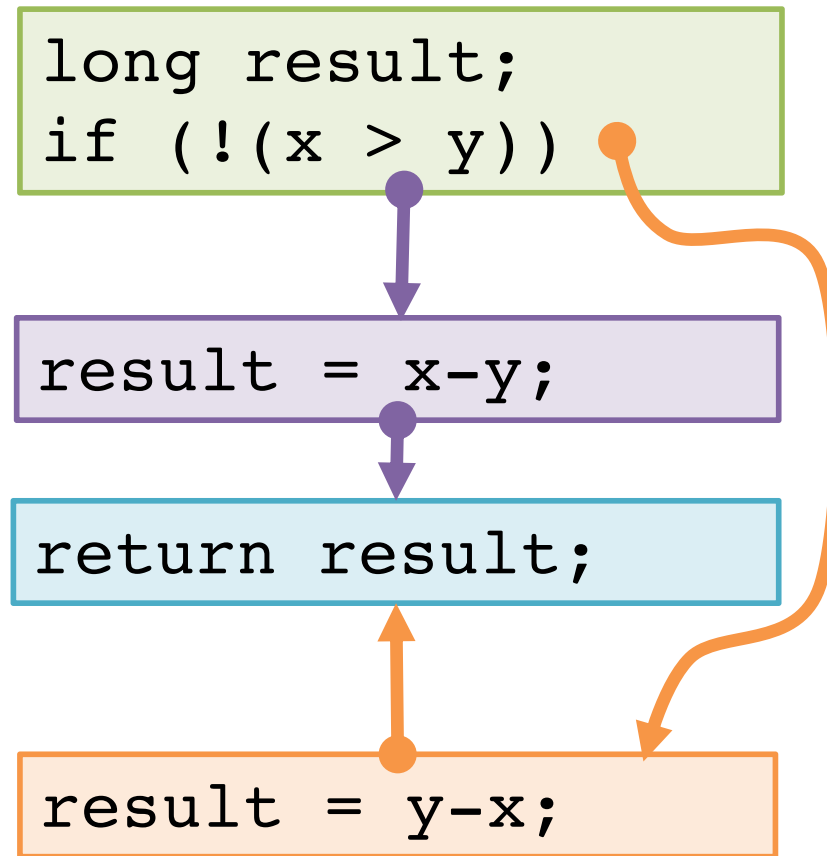 long result;
if (!(x > y))
result = x-y;
return result;
result = y-x;